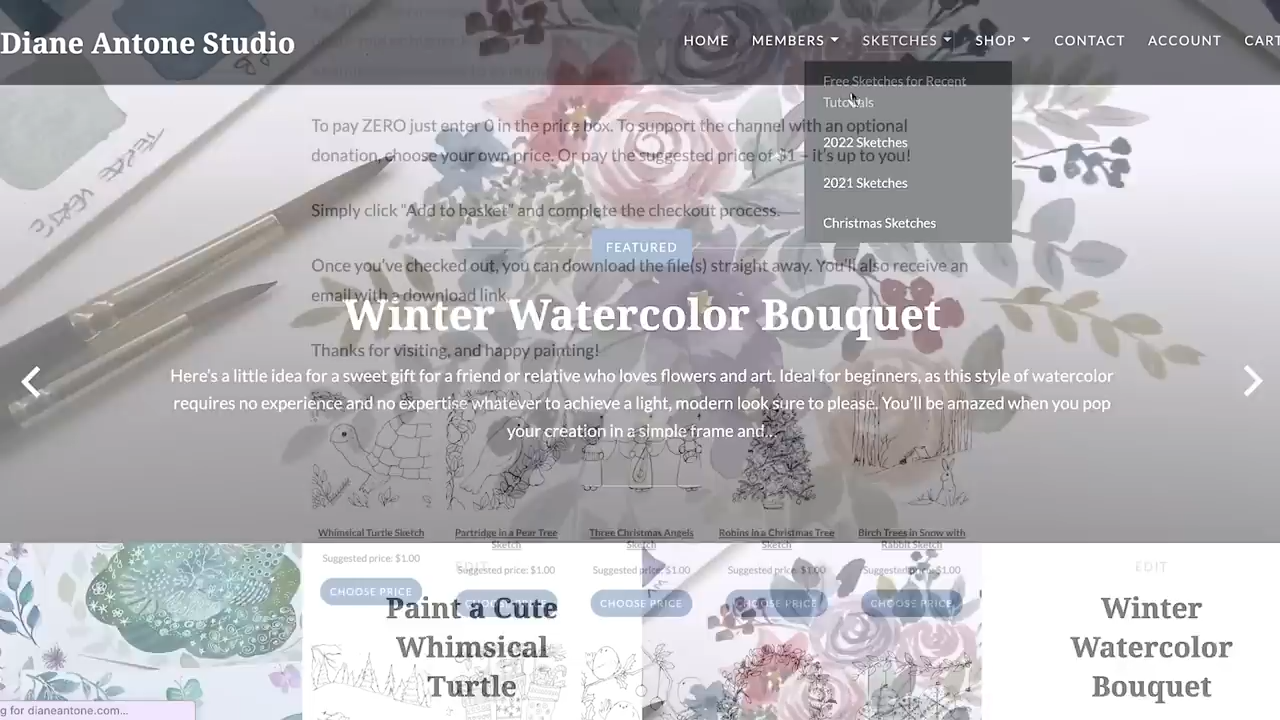 Diane Antone Studio
HOME MEMBERS SKETCHES SHOP CONTACT ACCOUNT CART
Free Sketches for Recent
Tutorials
2022 Sketches
2021 Sketches
Christmas Sketches
To pay ZERO just enter 0 in the price box. To support the channel with an optional
donation, choose your own price. Or pay the suggested price of $1 – it's up to you!
Simply click “Add to basket” and complete the checkout process.
FEATURED
Once you've checked out, you can download the file(s) straight away. You'll also receive an
email with a download link.
Winter Watercolor Bouquet
Thanks for visiting, and happy painting!
Here's a little idea for a sweet gift for a friend or relative who loves flowers and art. Ideal for beginners, as this style of watercolor
requires no experience and no expertise whatever to achieve a light, modern look sure to please. You'll be amazed when you pop
your creation in a simple frame and...
Whimsical Turtle Sketch
Partridge in a Pear Tree
Sketch
Three Christmas Angels
Sketch
Robins in a Christmas Tree
Sketch
Birch Trees in Snow with
Rabbit Sketch
Suggested price: $1.00
Suggested price: $1.00
Suggested price: $1.00
Suggested price: $1.00
Suggested price: $1.00
CHOOSE PRICE
CHOOSE PRICE
CHOOSE PRICE
CHOOSE PRICE
CHOOSE PRICE
EDIT
Paint a Cute
Whimsical
Turtle
EDIT
Winter
Watercolor
Bouquet
g for dianeantone.com...